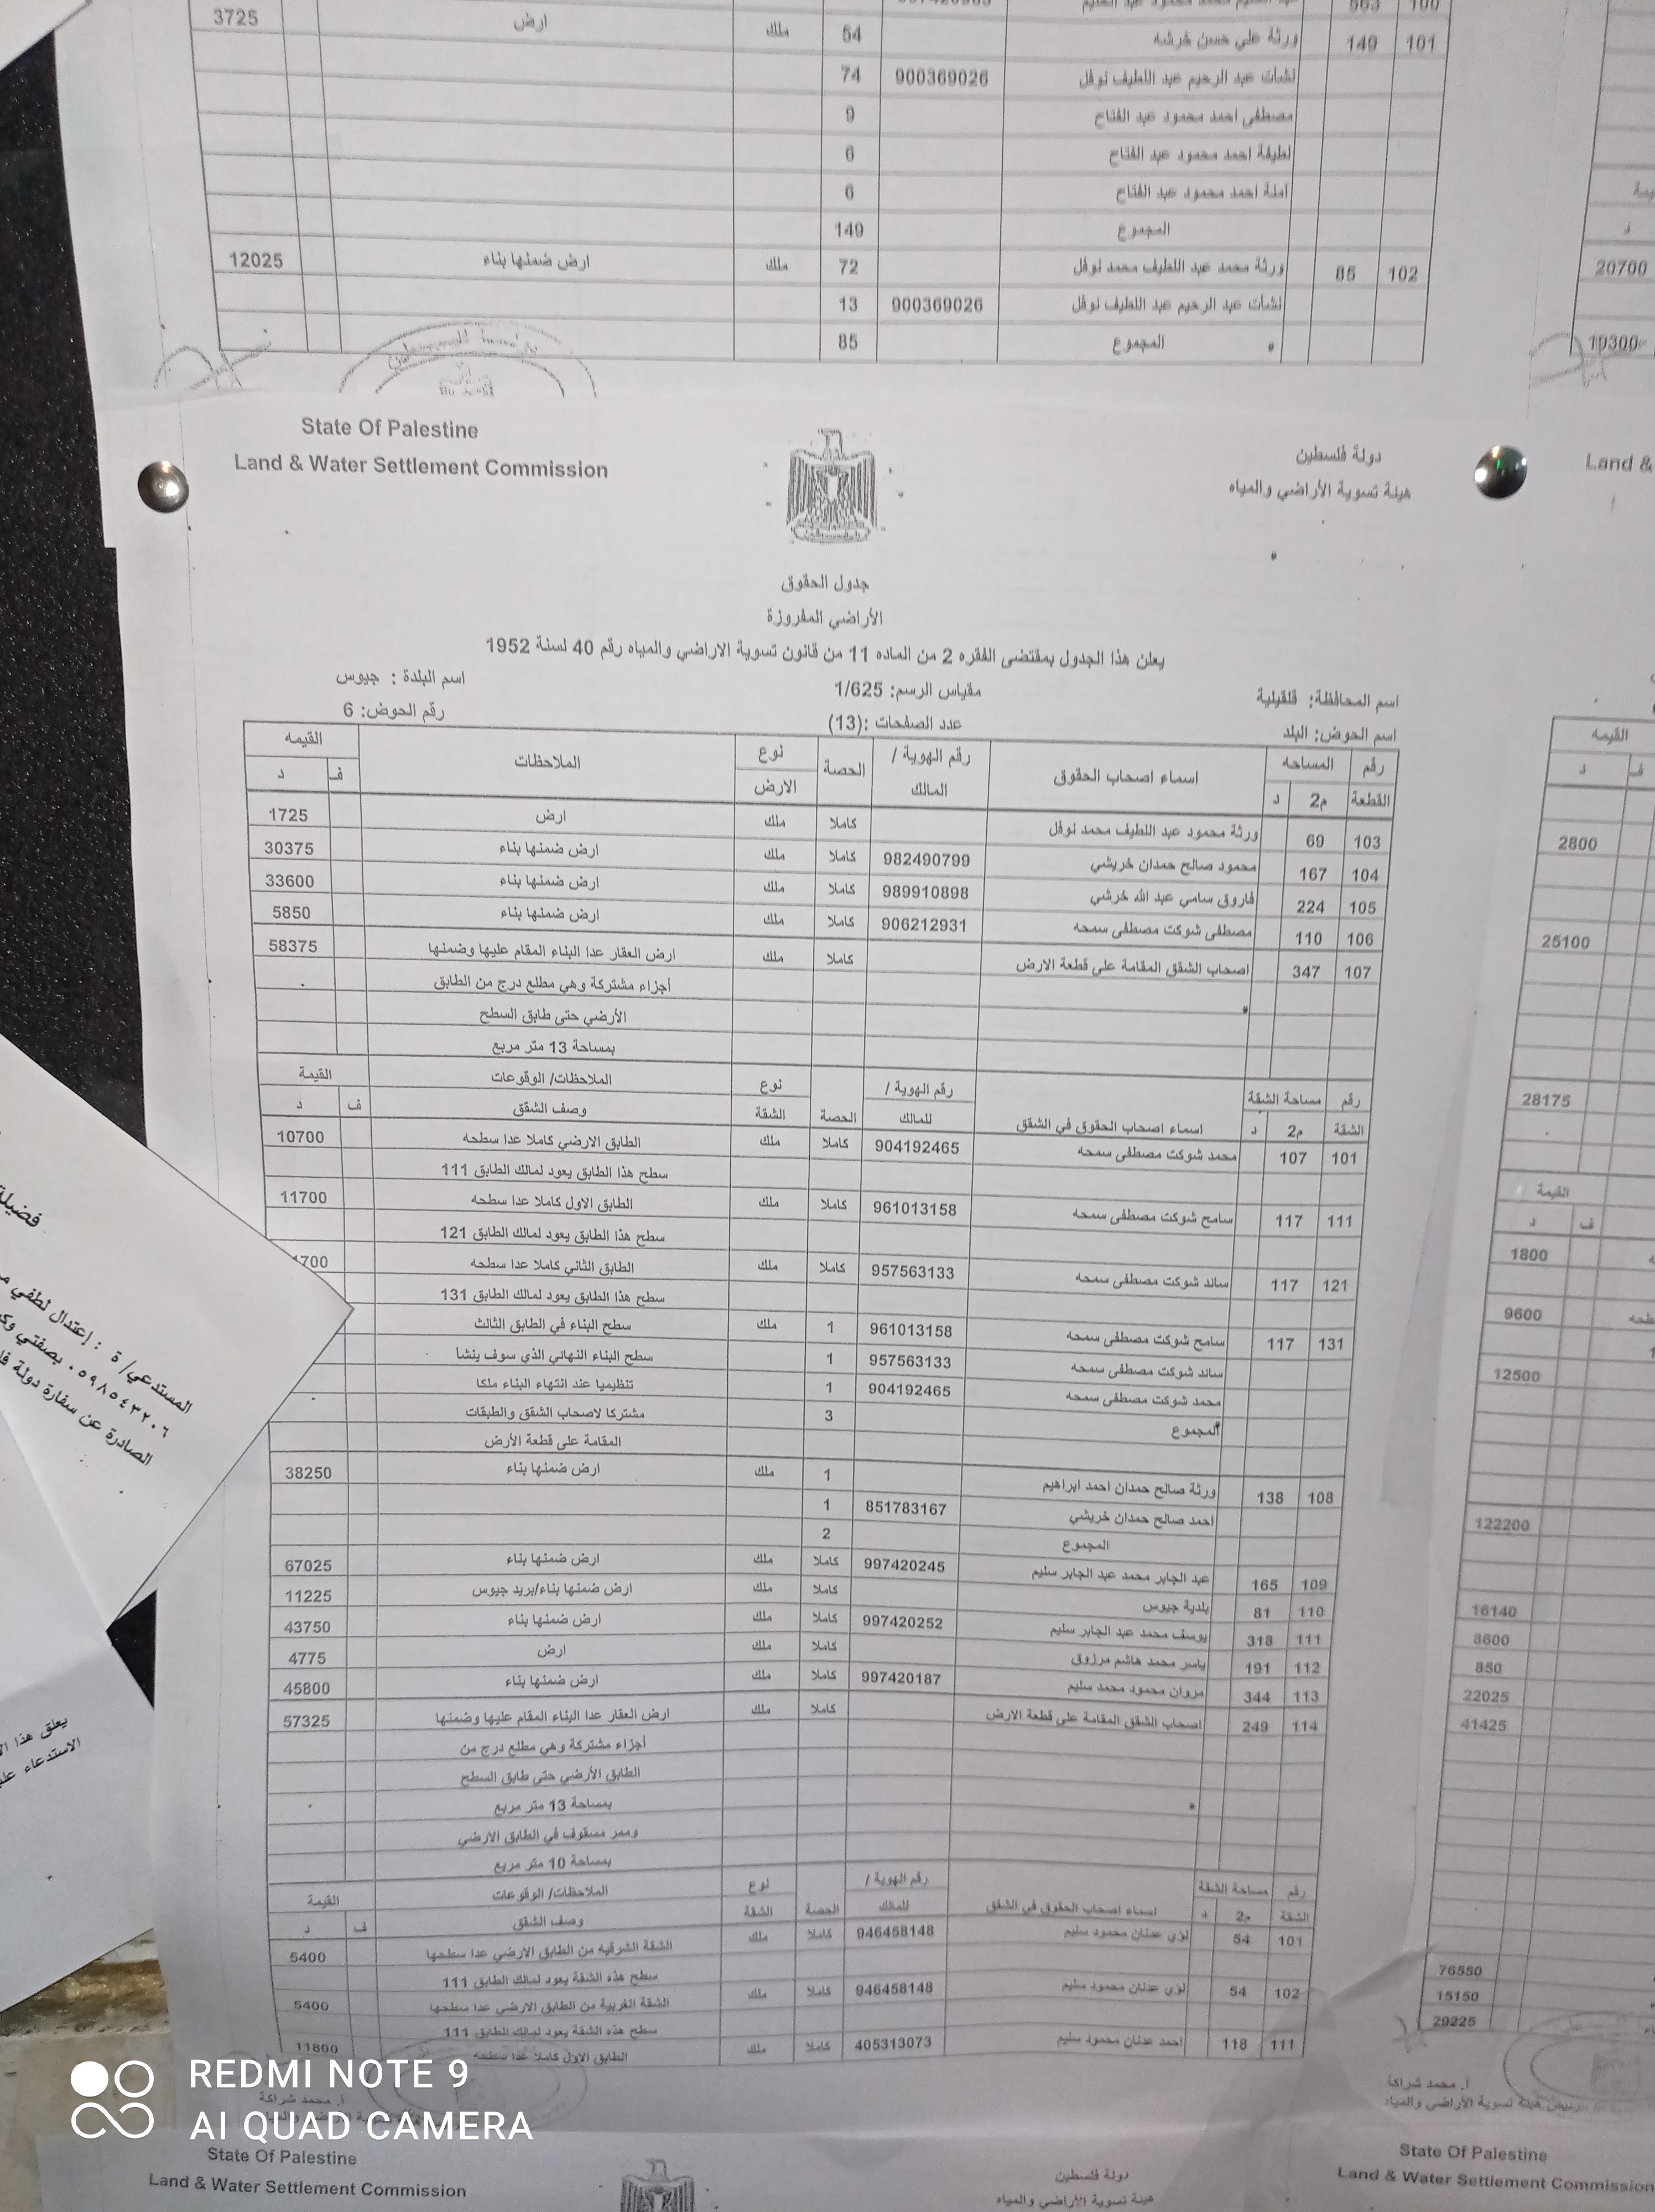 101 149 ورثة علي حسن خرشه 54 ملك ارض 3725
نشات عبد الرحيم عبد اللطيف نوفل 900369026 74
مصطفى احمد محمود عبد الفتاح 9
لطيفة احمد محمود عبد الفتاح 6
امنة احمد محمود عبد الفتاح 6
المجموع 149
102 85 ورثة محمد عبد اللطيف محمد نوفل 72 ملك ارض ضمنها بناء 12025
نشات عبد الرحيم عبد اللطيف نوفل 900369026 13
المجموع 85
State Of Palestine
Land & Water Settlement Commission
دولة فلسطين
هيئة تسوية الأراضي والمياه
جدول الحقوق
الأراضي المفروزة
يعلن هذا الجدول بمقتضى الفقره 2 من الماده 11 من قانون تسوية الاراضي والمياه رقم 40 لسنة 1952
اسم المحافظة: قلقيلية مقياس الرسم: 1/625 اسم البلدة : جيوس
اسم الحوض: البلد عدد الصفحات :(13) رقم الحوض: 6
رقم المساحه اسماء اصحاب الحقوق رقم الهوية / الحصة نوع الملاحظات القيمه
القطعة م2 د المالك الارض ف د
103 69 ورثة محمود عبد اللطيف محمد نوفل كاملا ملك ارض 1725
104 167 محمود صالح حمدان خريشي 982490799 كاملا ملك ارض ضمنها بناء 30375
105 224 فاروق سامي عبد الله خرشي 989910898 كاملا ملك ارض ضمنها بناء 33600
106 110 مصطفى شوكت مصطفى سمحه 906212931 كاملا ملك ارض ضمنها بناء 5850
107 347 اصحاب الشقق المقامة على قطعة الارض كاملا ملك ارض العقار عدا البناء المقام عليها وضمنها 58375
أجزاء مشتركة وهي مطلع درج من الطابق
الأرضي حتى طابق السطح
بمساحة 13 متر مربع
رقم مساحة الشقة اسماء اصحاب الحقوق في الشقق رقم الهوية / الحصة نوع الملاحظات/ الوقوعات القيمة
الشقة م2 د للمالك الشقة وصف الشقق ف د
101 107 محمد شوكت مصطفى سمحه 904192465 كاملا ملك الطابق الارضي كاملا عدا سطحه 10700
سطح هذا الطابق يعود لمالك الطابق 111
111 117 سامح شوكت مصطفى سمحه 961013158 كاملا ملك الطابق الاول كاملا عدا سطحه 11700
سطح هذا الطابق يعود لمالك الطابق 121
121 117 سائد شوكت مصطفى سمحه 957563133 كاملا ملك الطابق الثاني كاملا عدا سطحه 1700
سطح هذا الطابق يعود لمالك الطابق 131
131 117 سامح شوكت مصطفى سمحه 961013158 1 ملك سطح البناء في الطابق الثالث
سائد شوكت مصطفى سمحه 957563133 1 سطح البناء النهائي الذي سوف ينشا
محمد شوكت مصطفى سمحه 904192465 1 تنظيميا عند انتهاء البناء ملكا
المجموع 3 مشتركا لاصحاب الشقق والطبقات
المقامة على قطعة الأرض
108 138 ورثة صالح حمدان احمد ابراهيم 1 ملك ارض ضمنها بناء 38250
احمد صالح حمدان خريشي 851783167 1
المجموع 2
109 165 عبد الجابر محمد عبد الجابر سليم 997420245 كاملا ملك ارض ضمنها بناء 67025
110 81 بلدية جيوس كاملا ملك ارض ضمنها بناء/بريد جيوس 11225
111 318 يوسف محمد عبد الجابر سليم 997420252 كاملا ملك ارض ضمنها بناء 43750
112 191 ياسر محمد هاشم مرزوق كاملا ملك ارض 4775
113 344 مروان محمود محمد سليم 997420187 كاملا ملك ارض ضمنها بناء 45800
114 249 اصحاب الشقق المقامة على قطعة الارض كاملا ملك ارض العقار عدا البناء المقام عليها وضمنها 57325
أجزاء مشتركة وهي مطلع درج من
الطابق الأرضي حتى طابق السطح
بمساحة 13 متر مربع
وممر مسقوف في الطابق الارضي
بمساحة 10 متر مربع
رقم مساحة الشقة اسماء اصحاب الحقوق في الشقق رقم الهوية / الحصة نوع الملاحظات/ الوقوعات القيمة
الشقة م2 د للمالك الشقة وصف الشقق ف د
101 54 لؤي عدنان محمود سليم 946458148 كاملا ملك الشقة الشرقيه من الطابق الارضي عدا سطحها 5400
سطح هذه الشقة يعود لمالك الطابق 111
102 54 لؤي عدنان محمود سليم 946458148 كاملا ملك الشقة الغربية من الطابق الارضي عدا سطحها 5400
سطح هذه الشقة يعود لمالك الطابق 111
111 118 احمد عدنان محمود سليم 405313073 كاملا ملك الطابق الاول كاملا عدا سطحه 11800
أ. محمد شراكة
REDMI NOTE 9
AI QUAD CAMERA
State Of Palestine
Land & Water Settlement Commission
دولة فلسطين
هيئة تسوية الأراضي والمياه
فضيلة
المستدعي/ ة : إعتدال لطفي
٠٥٩٨٥٤٣٢٠٦ بصفتي
الصادرة عن سفارة دولة
يعلق هذا
الاستدعاء
20700
19300
Land &
القيمه
د ف
2800
25100
28175
القيمة
د ف
1800
9600
12500
122200
16140
8600
850
22025
41425
76550
15150
29225
أ. محمد شراكة
رئيس هيئة تسوية الأراضي والمياه
State Of Palestine
Land & Water Settlement Commission